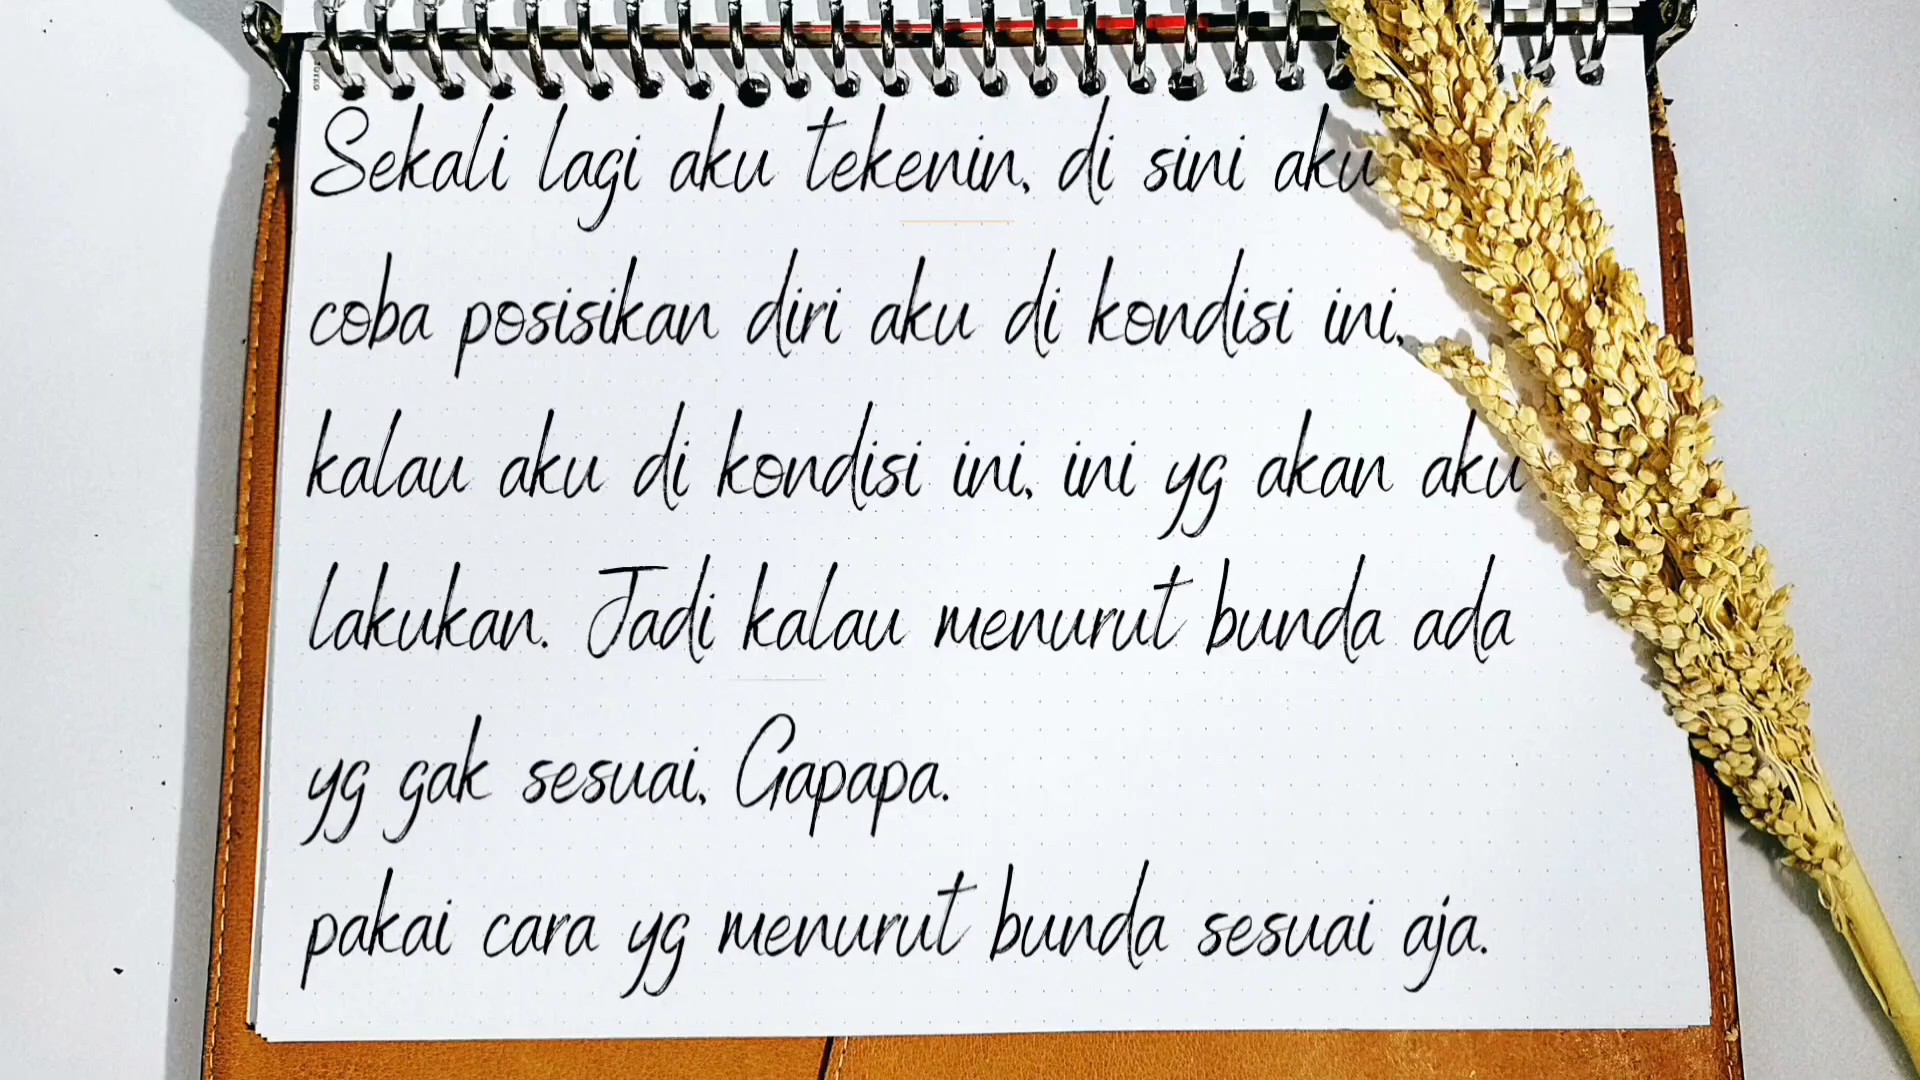 Sekali lagi aku tekenin, di sini aku
coba posisikan diri aku di kondisi ini,
kalau aku di kondisi ini, ini yg akan aku
lakukan. Jadi kalau menurut bunda ada
yg gak sesuai, Gapapa.
pakai cara yg menurut bunda sesuai aja.